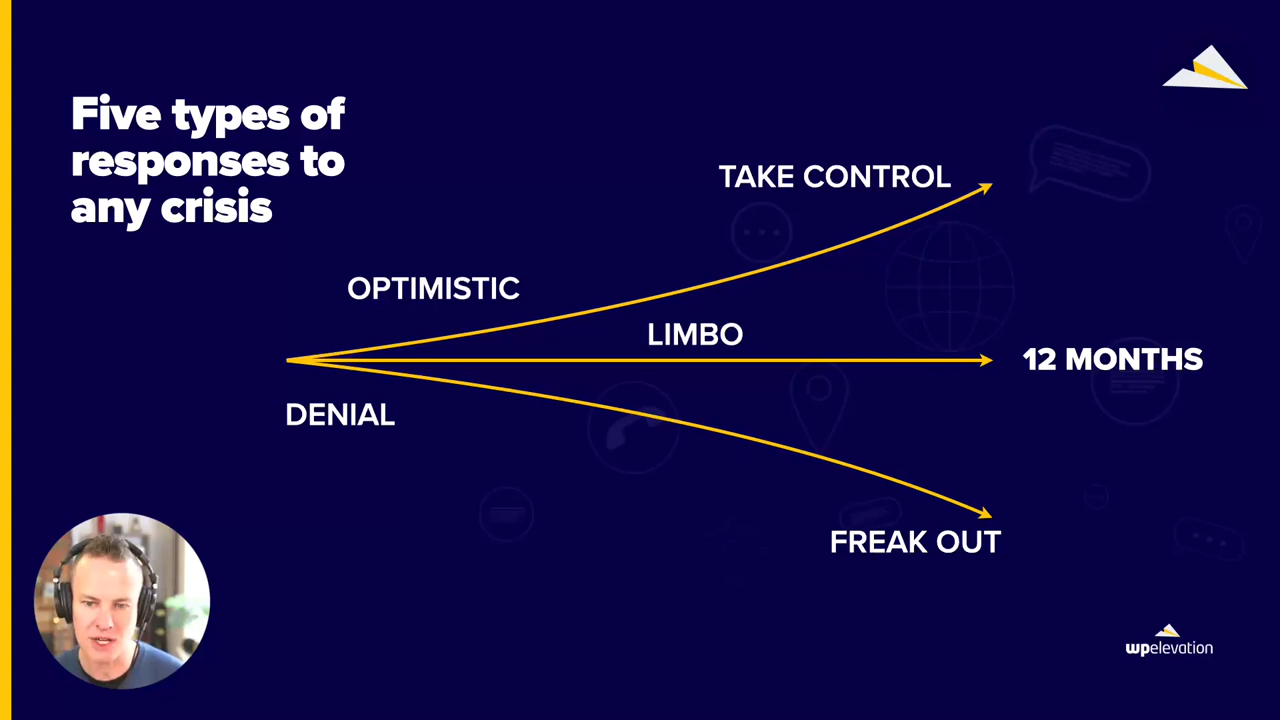 Five types of
responses to
any crisis
TAKE CONTROL
OPTIMISTIC
LIMBO
12 MONTHS
DENIAL
FREAK OUT
wpelevation